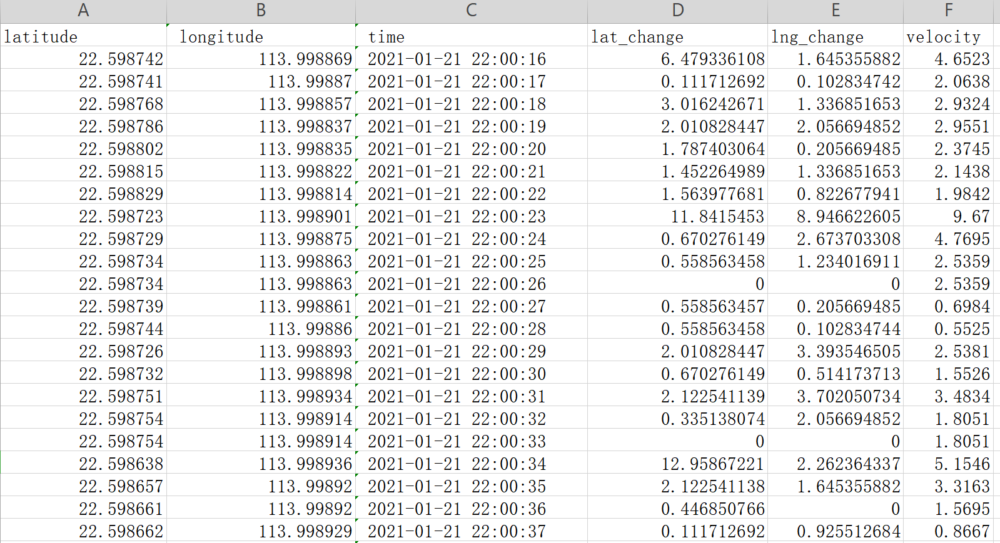 A B C D E F
latitude longitude time lat_change lng_change velocity
22.598742 113.998869 2021-01-21 22:00:16 6.479336108 1.645355882 4.6523
22.598741 113.99887 2021-01-21 22:00:17 0.111712692 0.102834742 2.0638
22.598768 113.998857 2021-01-21 22:00:18 3.016242671 1.336851653 2.9324
22.598786 113.998837 2021-01-21 22:00:19 2.010828447 2.056694852 2.9551
22.598802 113.998835 2021-01-21 22:00:20 1.787403064 0.205669485 2.3745
22.598815 113.998822 2021-01-21 22:00:21 1.452264989 1.336851653 2.1438
22.598829 113.998814 2021-01-21 22:00:22 1.563977681 0.822677941 1.9842
22.598723 113.998901 2021-01-21 22:00:23 11.8415453 8.946622605 9.67
22.598729 113.998875 2021-01-21 22:00:24 0.670276149 2.673703308 4.7695
22.598734 113.998863 2021-01-21 22:00:25 0.558563458 1.234016911 2.5359
22.598734 113.998863 2021-01-21 22:00:26 0 0 2.5359
22.598739 113.998861 2021-01-21 22:00:27 0.558563457 0.205669485 0.6984
22.598744 113.99886 2021-01-21 22:00:28 0.558563458 0.102834744 0.5525
22.598726 113.998893 2021-01-21 22:00:29 2.010828447 3.393546505 2.5381
22.598732 113.998898 2021-01-21 22:00:30 0.670276149 0.514173713 1.5526
22.598751 113.998934 2021-01-21 22:00:31 2.122541139 3.702050734 3.4834
22.598754 113.998914 2021-01-21 22:00:32 0.335138074 2.056694852 1.8051
22.598754 113.998914 2021-01-21 22:00:33 0 0 1.8051
22.598638 113.998936 2021-01-21 22:00:34 12.95867221 2.262364337 5.1546
22.598657 113.99892 2021-01-21 22:00:35 2.122541138 1.645355882 3.3163
22.598661 113.99892 2021-01-21 22:00:36 0.446850766 0 1.5695
22.598662 113.998929 2021-01-21 22:00:37 0.111712692 0.925512684 0.8667